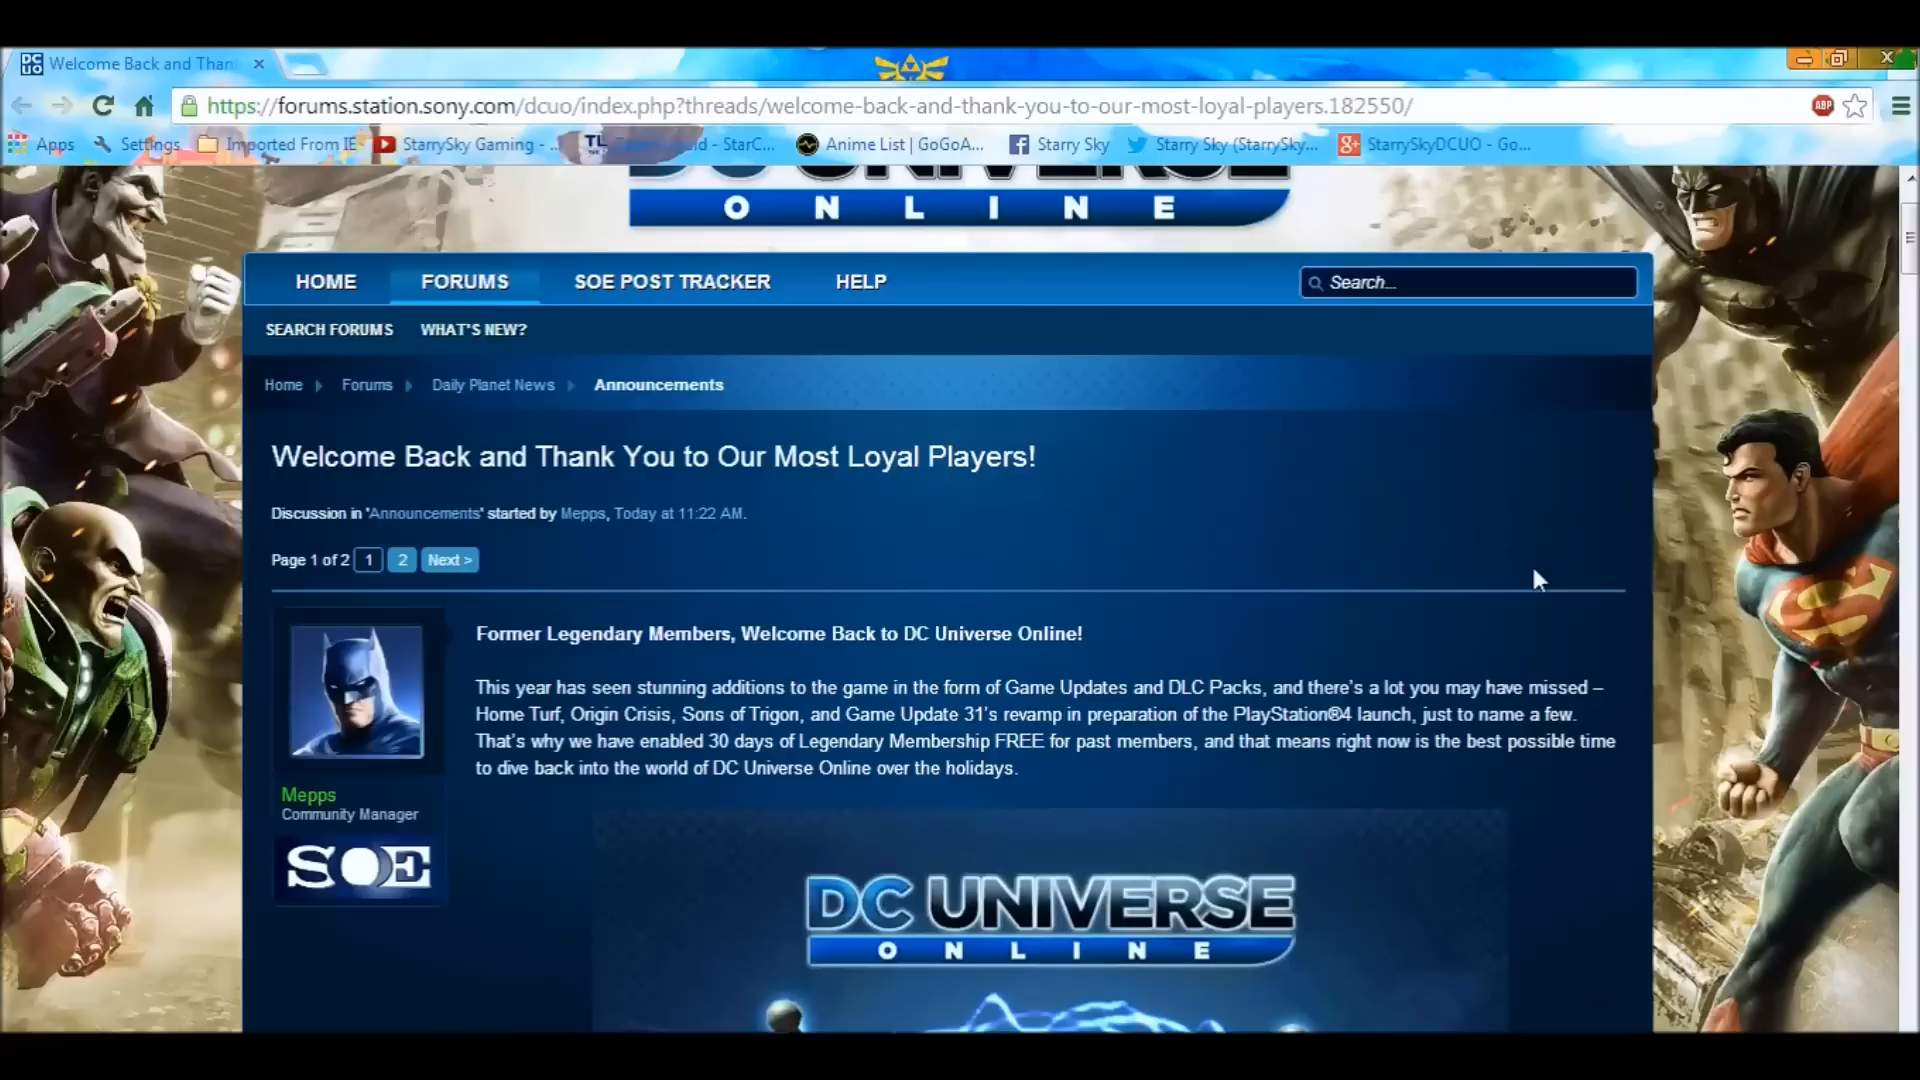 DC UO Welcome Back and Than
https://forums.station.sony.com/dcuo/index.php?threads/welcome-back-and-thank-you-to-our-most-loyal-players.182550/
ABP
Apps Settings Imported From IE StarrySky Gaming - ... TL - StarC... Anime List | GoGoA... Starry Sky Starry Sky (StarrySky... StarrySkyDCUO - Go...
DC UNIVERSE
ONLINE
HOME FORUMS SOE POST TRACKER HELP Search...
SEARCH FORUMS WHAT'S NEW?
Home Forums Daily Planet News Announcements
Welcome Back and Thank You to Our Most Loyal Players!
Discussion in 'Announcements' started by Mepps, Today at 11:22 AM.
Page 1 of 2 1 2 Next >
Former Legendary Members, Welcome Back to DC Universe Online!
This year has seen stunning additions to the game in the form of Game Updates and DLC Packs, and there's a lot you may have missed –
Home Turf, Origin Crisis, Sons of Trigon, and Game Update 31's revamp in preparation of the PlayStation®4 launch, just to name a few.
That's why we have enabled 30 days of Legendary Membership FREE for past members, and that means right now is the best possible time
to dive back into the world of DC Universe Online over the holidays.
Mepps
Community Manager
SOE
DC UNIVERSE
ONLINE